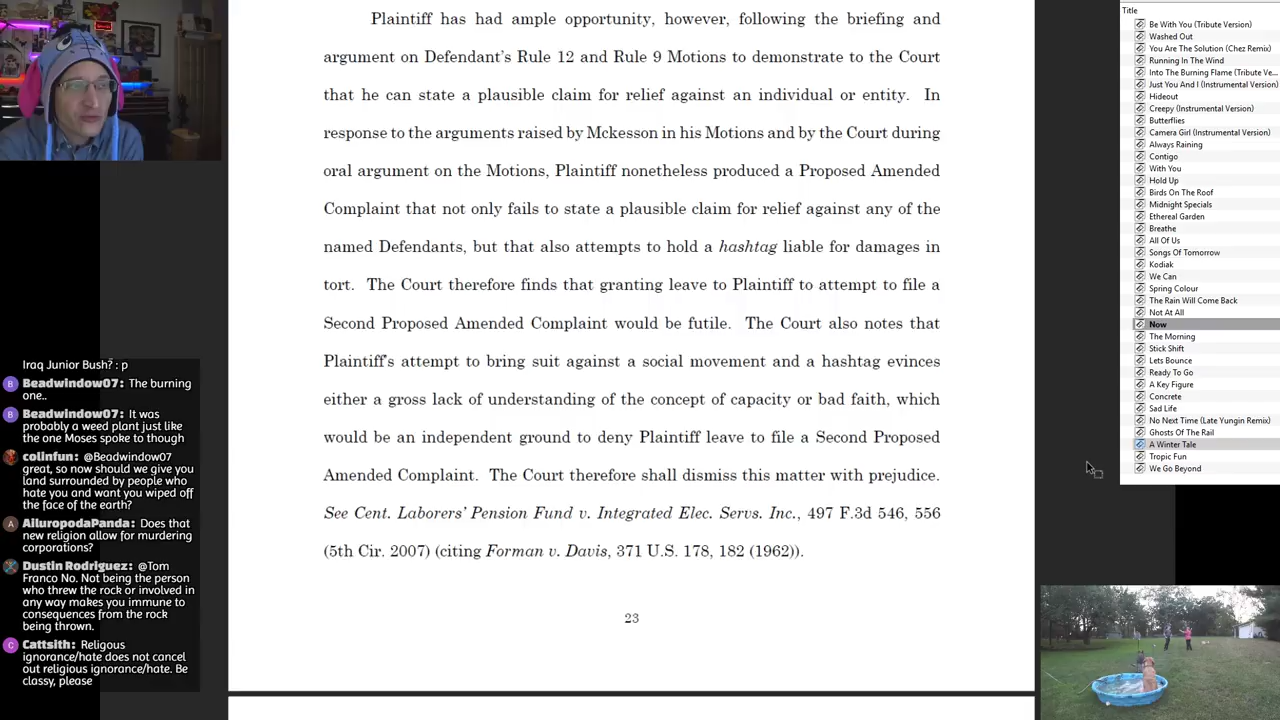 Plaintiff has had ample opportunity, however, following the briefing and
argument on Defendant's Rule 12 and Rule 9 Motions to demonstrate to the Court
that he can state a plausible claim for relief against an individual or entity. In
response to the arguments raised by Mckesson in his Motions and by the Court during
oral argument on the Motions, Plaintiff nonetheless produced a Proposed Amended
Complaint that not only fails to state a plausible claim for relief against any of the
named Defendants, but that also attempts to hold a hashtag liable for damages in
tort. The Court therefore finds that granting leave to Plaintiff to attempt to file a
Second Proposed Amended Complaint would be futile. The Court also notes that
Plaintiff's attempt to bring suit against a social movement and a hashtag evinces
either a gross lack of understanding of the concept of capacity or bad faith, which
would be an independent ground to deny Plaintiff leave to file a Second Proposed
Amended Complaint. The Court therefore shall dismiss this matter with prejudice.
See Cent. Laborers' Pension Fund v. Integrated Elec. Servs. Inc., 497 F.3d 546, 556
(5th Cir. 2007) (citing Forman v. Davis, 371 U.S. 178, 182 (1962)).
23
Iraq Junior Bush? : p
B Beadwindow07: The burning
one..
B Beadwindow07: It was
probably a weed plant just like
the one Moses spoke to though
colinfun: @Beadwindow07
great, so now should we give you
land surrounded by people who
hate you and want you wiped off
the face of the earth?
A AiluropodaPanda: Does that
new religion allow for murdering
corporations?
Dustin Rodriguez: @Tom
Franco No. Not being the person
who threw the rock or involved in
any way makes you immune to
consequences from the rock
being thrown.
C Cattsith: Religous
ignorance/hate does not cancel
out religious ignorance/hate. Be
classy, please
Title
Be With You (Tribute Version)
Washed Out
You Are The Solution (Chez Remix)
Running In The Wind
Into The Burning Flame (Tribute Ve...
Just You And I (Instrumental Version)
Hideout
Creepy (Instrumental Version)
Butterflies
Camera Girl (Instrumental Version)
Always Raining
Contigo
With You
Hold Up
Birds On The Roof
Midnight Specials
Ethereal Garden
Breathe
All Of Us
Songs Of Tomorrow
Kodiak
We Can
Spring Colour
The Rain Will Come Back
Not At All
Now
The Morning
Stick Shift
Lets Bounce
Ready To Go
A Key Figure
Concrete
Sad Life
No Next Time (Late Yungin Remix)
Ghosts Of The Rail
A Winter Tale
Tropic Fun
We Go Beyond